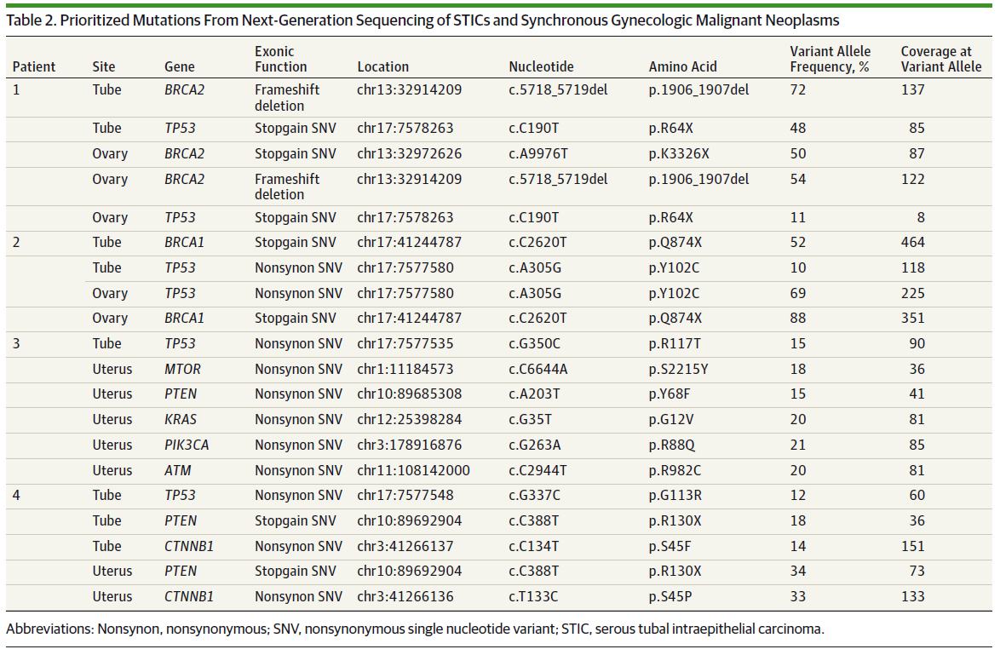 Table 2. Prioritized Mutations From Next-Generation Sequencing of STICs and Synchronous Gynecologic Malignant Neoplasms
Patient Site Gene Exonic Function Location Nucleotide Amino Acid Variant Allele Frequency, % Coverage at Variant Allele
1 Tube BRCA2 Frameshift deletion chr13:32914209 c.5718_5719del p.1906_1907del 72 137
Tube TP53 Stopgain SNV chr17:7578263 c.C190T p.R64X 48 85
Ovary BRCA2 Stopgain SNV chr13:32972626 c.A9976T p.K3326X 50 87
Ovary BRCA2 Frameshift deletion chr13:32914209 c.5718_5719del p.1906_1907del 54 122
Ovary TP53 Stopgain SNV chr17:7578263 c.C190T p.R64X 11 8
2 Tube BRCA1 Stopgain SNV chr17:41244787 c.C2620T p.Q874X 52 464
Tube TP53 Nonsynon SNV chr17:7577580 c.A305G p.Y102C 10 118
Ovary TP53 Nonsynon SNV chr17:7577580 c.A305G p.Y102C 69 225
Ovary BRCA1 Stopgain SNV chr17:41244787 c.C2620T p.Q874X 88 351
3 Tube TP53 Nonsynon SNV chr17:7577535 c.G350C p.R117T 15 90
Uterus MTOR Nonsynon SNV chr1:11184573 c.C6644A p.S2215Y 18 36
Uterus PTEN Nonsynon SNV chr10:89685308 c.A203T p.Y68F 15 41
Uterus KRAS Nonsynon SNV chr12:25398284 c.G35T p.G12V 20 81
Uterus PIK3CA Nonsynon SNV chr3:178916876 c.G263A p.R88Q 21 85
Uterus ATM Nonsynon SNV chr11:108142000 c.C2944T p.R982C 20 81
4 Tube TP53 Nonsynon SNV chr17:7577548 c.G337C p.G113R 12 60
Tube PTEN Stopgain SNV chr10:89692904 c.C388T p.R130X 18 36
Tube CTNNB1 Nonsynon SNV chr3:41266137 c.C134T p.S45F 14 151
Uterus PTEN Stopgain SNV chr10:89692904 c.C388T p.R130X 34 73
Uterus CTNNB1 Nonsynon SNV chr3:41266136 c.T133C p.S45P 33 133
Abbreviations: Nonsynon, nonsynonymous; SNV, nonsynonymous single nucleotide variant; STIC, serous tubal intraepithelial carcinoma.